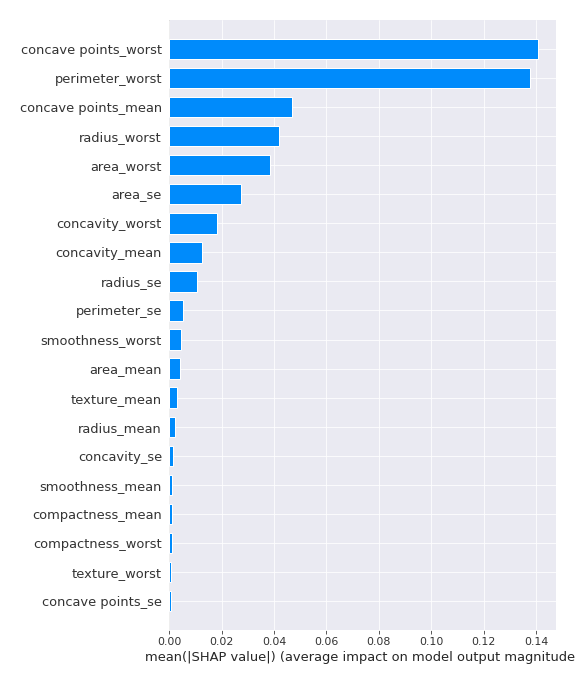 concave points_worst
perimeter_worst
concave points_mean
radius_worst
area_worst
area_se
concavity_worst
concavity_mean
radius_se
perimeter_se
smoothness_worst
area_mean
texture_mean
radius_mean
concavity_se
smoothness_mean
compactness_mean
compactness_worst
texture_worst
concave points_se
0.00 0.02 0.04 0.06 0.08 0.10 0.12 0.14
mean(|SHAP value|) (average impact on model output magnitude